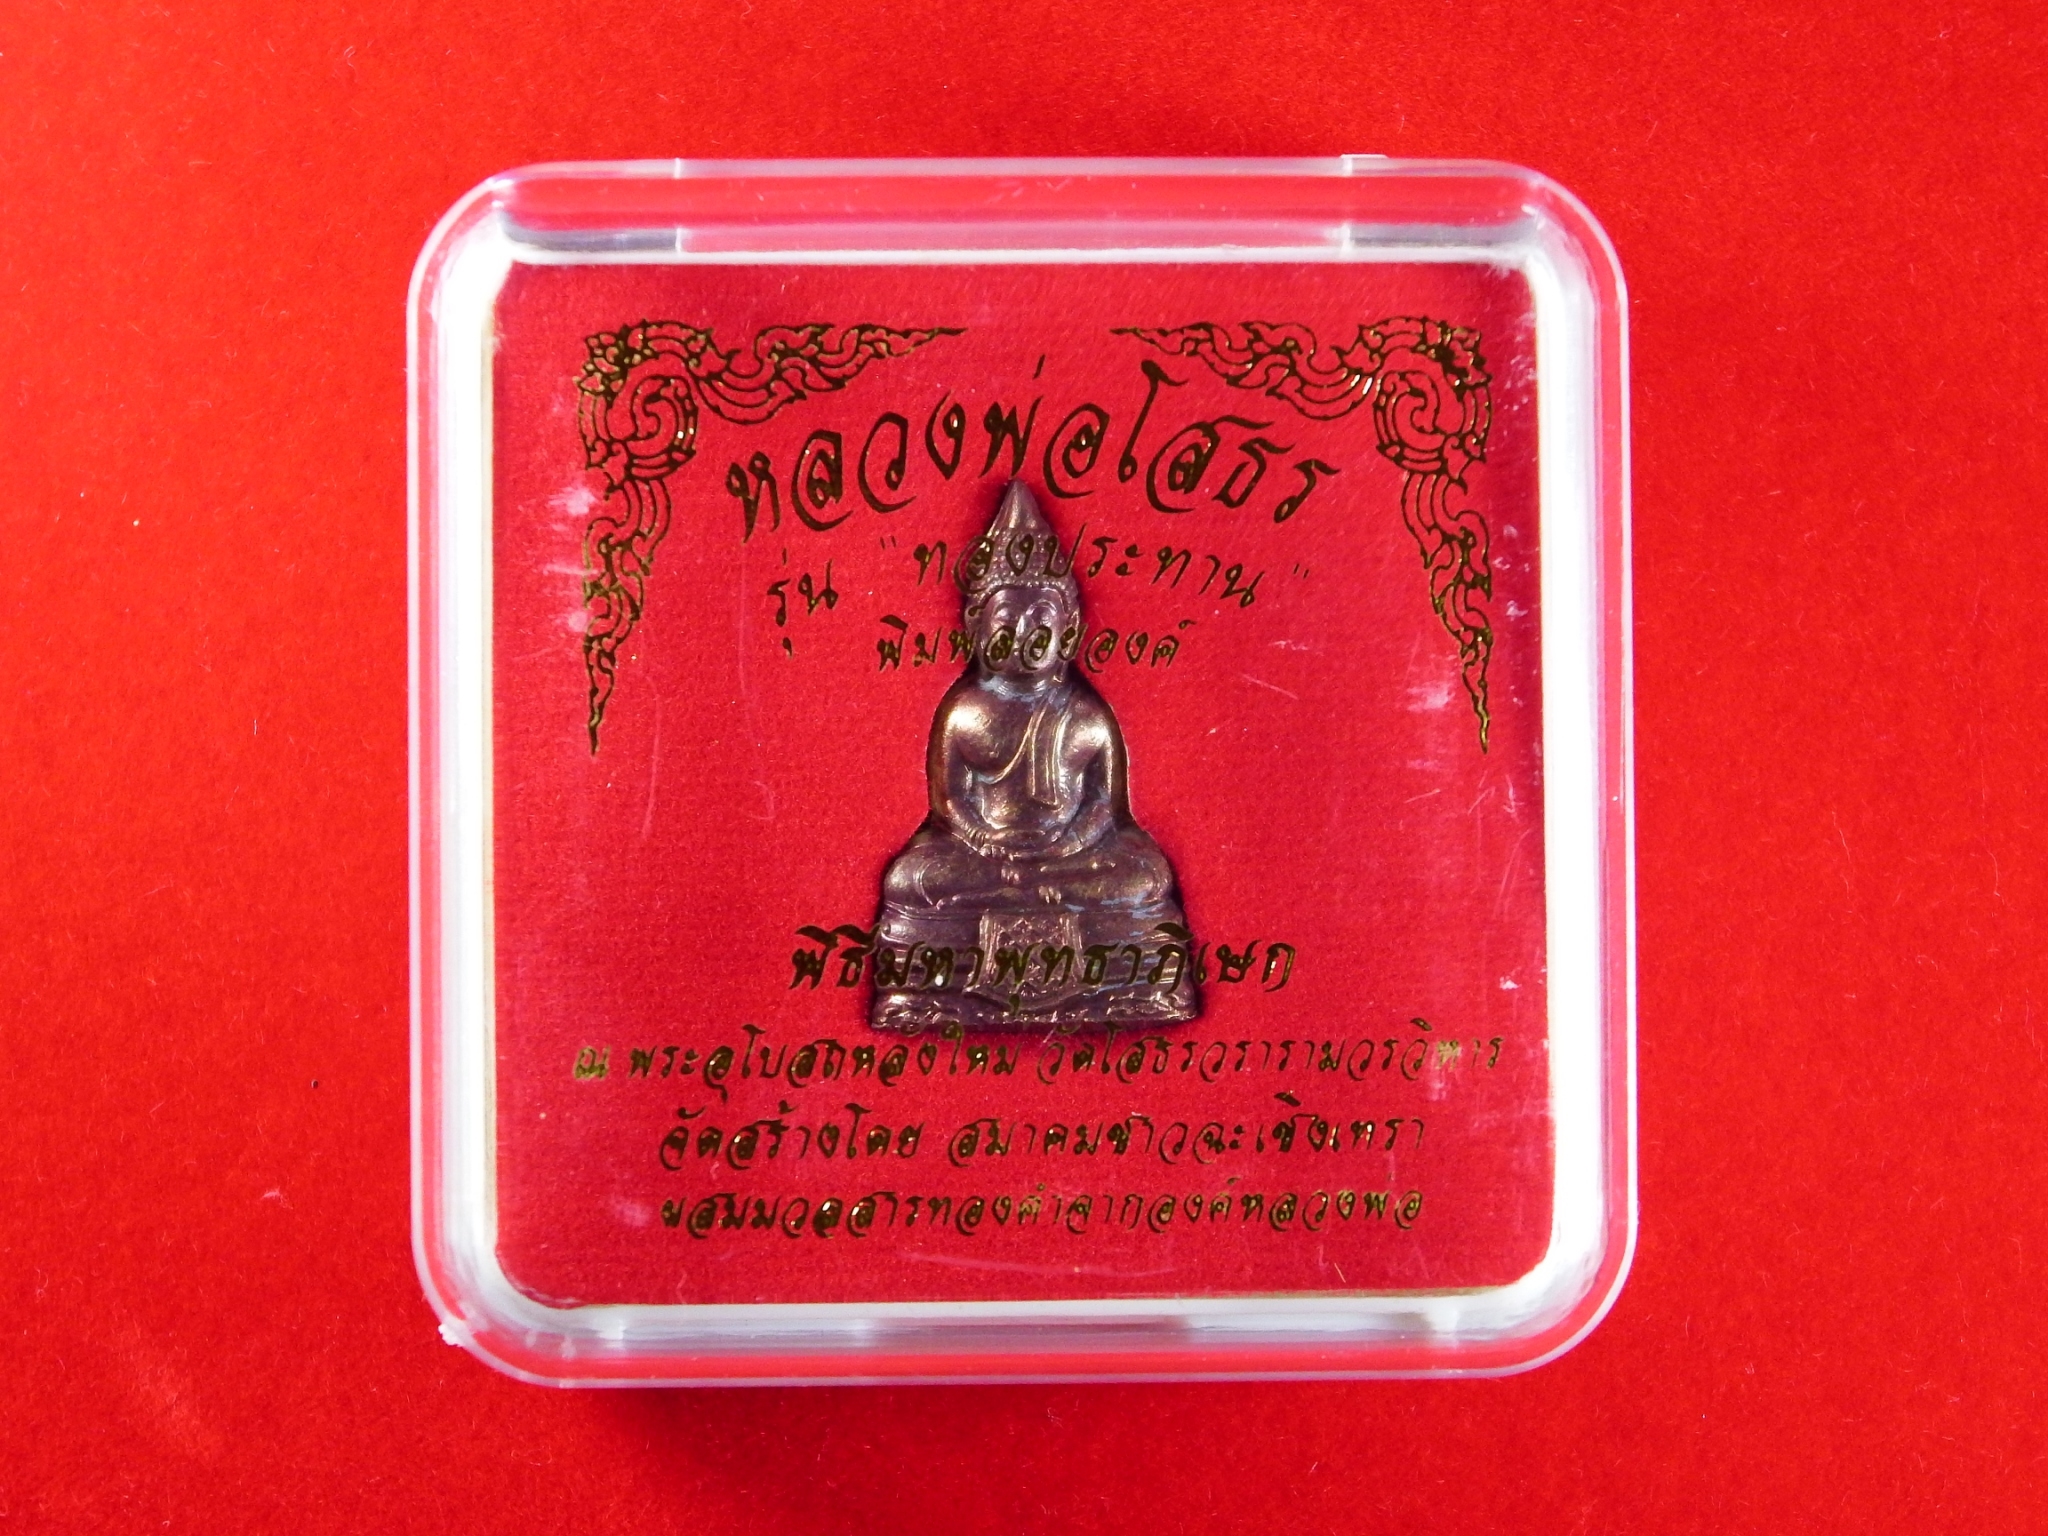 หลวงพ่อโสธร
รุ่น "ทองประทาน"
พิมพ์ลอยองค์
พิธีมหาพุทธาภิเษก
ณ พระอุโบสถหลังใหม่ วัดโสธรวรารามวรวิหาร
จัดสร้างโดย สมาคมชาวฉะเชิงเทรา
ผสมมวลสารทองคำจากองค์หลวงพ่อ